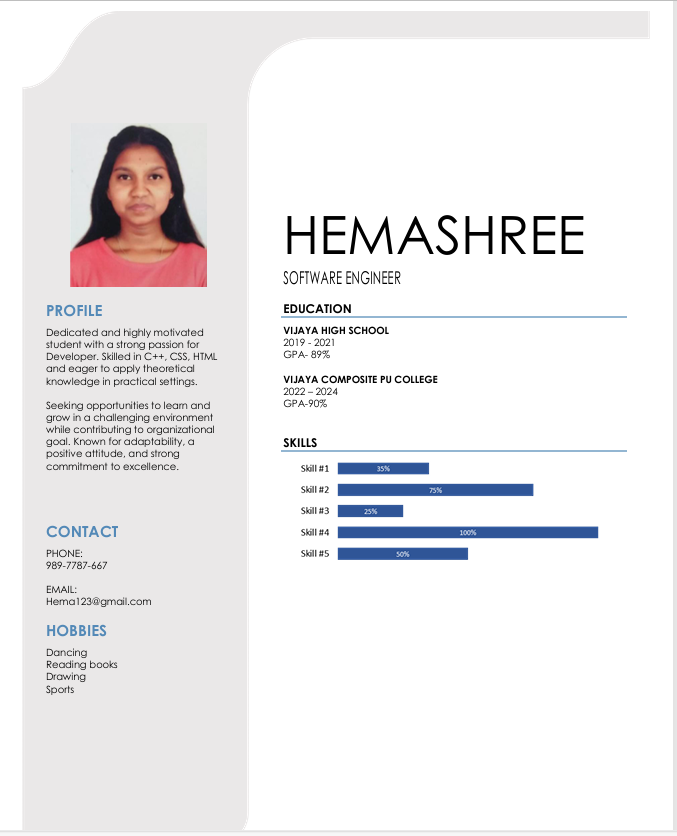 HEMASHREE
SOFTWARE ENGINEER
PROFILE
Dedicated and highly motivated
student with a strong passion for
Developer. Skilled in C++, CSS, HTML
and eager to apply theoretical
knowledge in practical settings.
Seeking opportunities to learn and
grow in a challenging environment
while contributing to organizational
goal. Known for adaptability, a
positive attitude, and strong
commitment to excellence.
CONTACT
PHONE:
989-7787-667
EMAIL:
Hema123@gmail.com
HOBBIES
Dancing
Reading books
Drawing
Sports
EDUCATION
VIJAYA HIGH SCHOOL
2019 - 2021
GPA- 89%
VIJAYA COMPOSITE PU COLLEGE
2022 – 2024
GPA-90%
SKILLS
Skill #1 35%
Skill #2 75%
Skill #3 25%
Skill #4 100%
Skill #5 50%